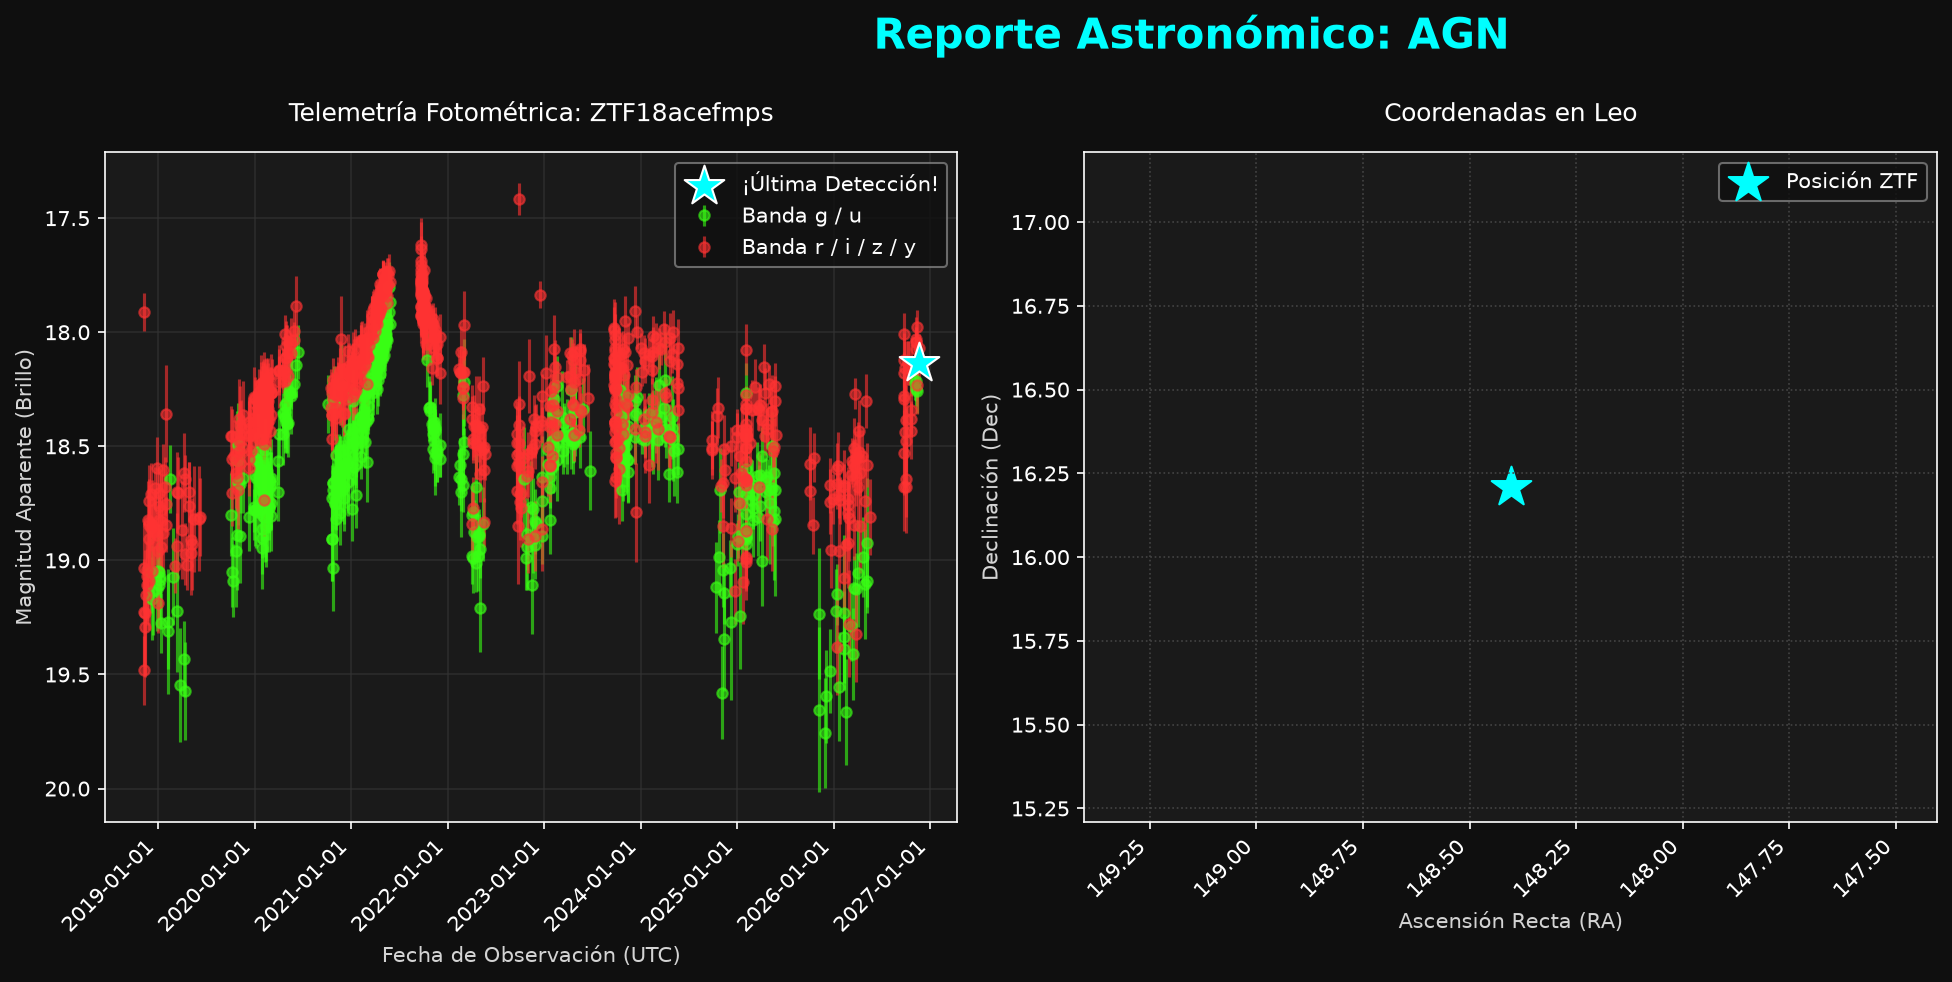 Reporte Astronómico: AGN
Telemetría Fotométrica: ZTF18acefmps
¡Última Detección!
Banda g / u
Banda r / i / z / y
Magnitud Aparente (Brillo)
17.5
18.0
18.5
19.0
19.5
20.0
2019-01-01
2020-01-01
2021-01-01
2022-01-01
2023-01-01
2024-01-01
2025-01-01
2026-01-01
2027-01-01
Fecha de Observación (UTC)
Coordenadas en Leo
Posición ZTF
Declinación (Dec)
17.00
16.75
16.50
16.25
16.00
15.75
15.50
15.25
149.25
149.00
148.75
148.50
148.25
148.00
147.75
147.50
Ascensión Recta (RA)